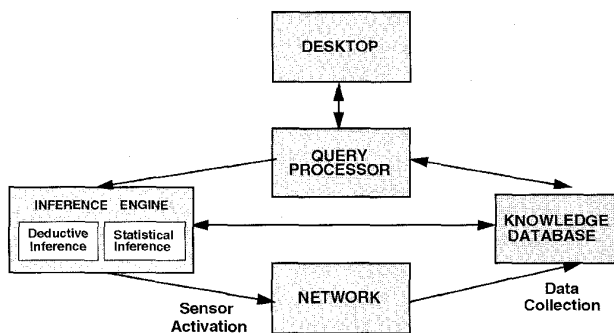 DESKTOP
QUERY
PROCESSOR
INFERENCE ENGINE
Deductive
Inference
Statistical
Inference
KNOWLEDGE
DATABASE
NETWORK
Sensor
Activation
Data
Collection